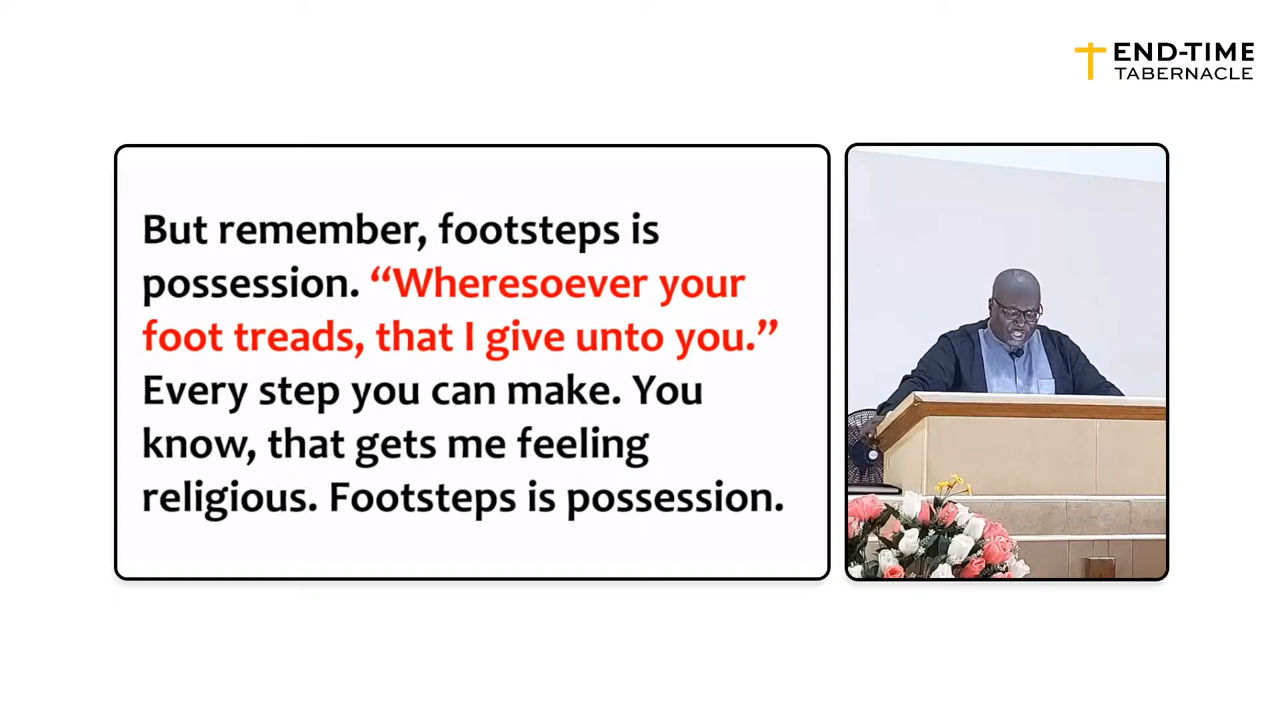 END-TIME
TABERNACLE
But remember, footsteps is
possession. “Wheresoever your
foot treads, that I give unto you.”
Every step you can make. You
know, that gets me feeling
religious. Footsteps is possession.